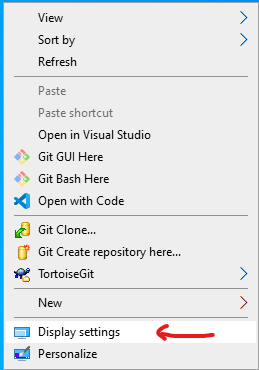 View
Sort by
Refresh
Paste
Paste shortcut
Open in Visual Studio
Git GUI Here
Git Bash Here
Open with Code
Git Clone...
Git Create repository here...
TortoiseGit
New
Display settings
Personalize